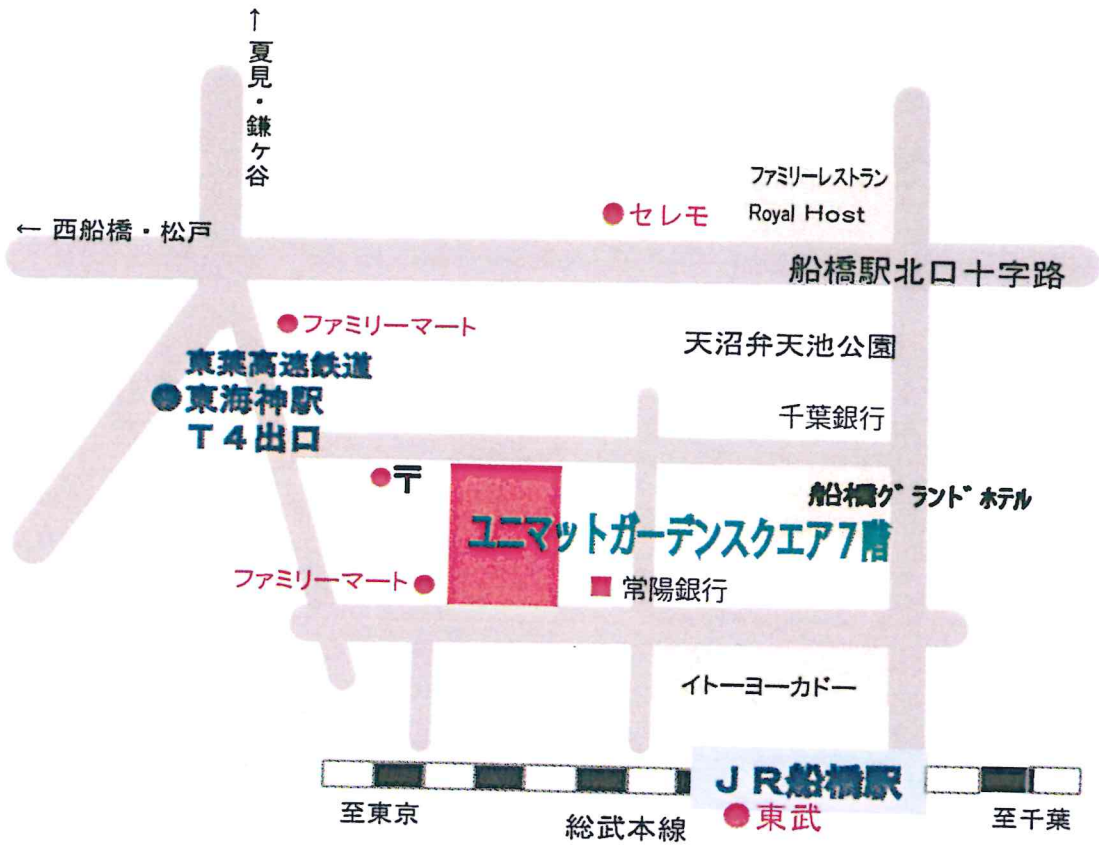 ↑夏見・鎌ケ谷
← 西船橋・松戸
セレモ
ファミリーレストラン
Royal Host
船橋駅北口十字路
ファミリーマート
天沼弁天池公園
東葉高速鉄道
東海神駅
T4出口
千葉銀行
〒
船橋グランドホテル
ユニマットガーデンスクエア7階
ファミリーマート
常陽銀行
イトーヨーカドー
JR船橋駅
至東京
総武本線
東武
至千葉